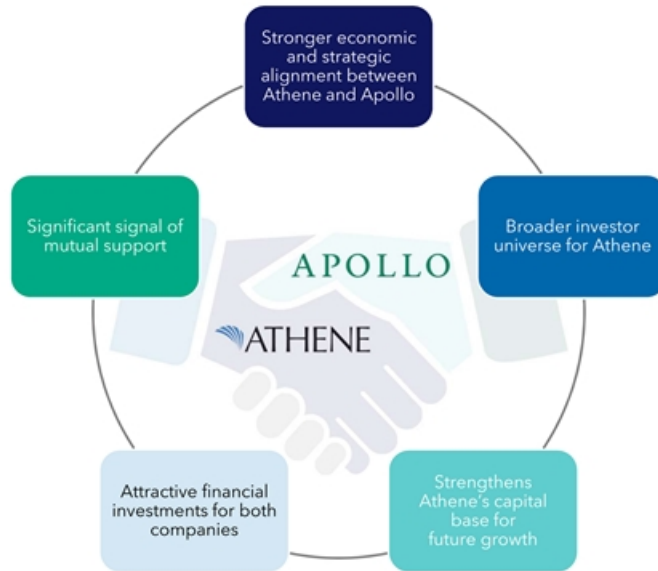 Stronger economic
and strategic
alignment between
Athene and Apollo
Significant signal of
mutual support
Broader investor
universe for Athene
APOLLO
ATHENE
Attractive financial
investments for both
companies
Strengthens
Athene's capital
base for
future growth